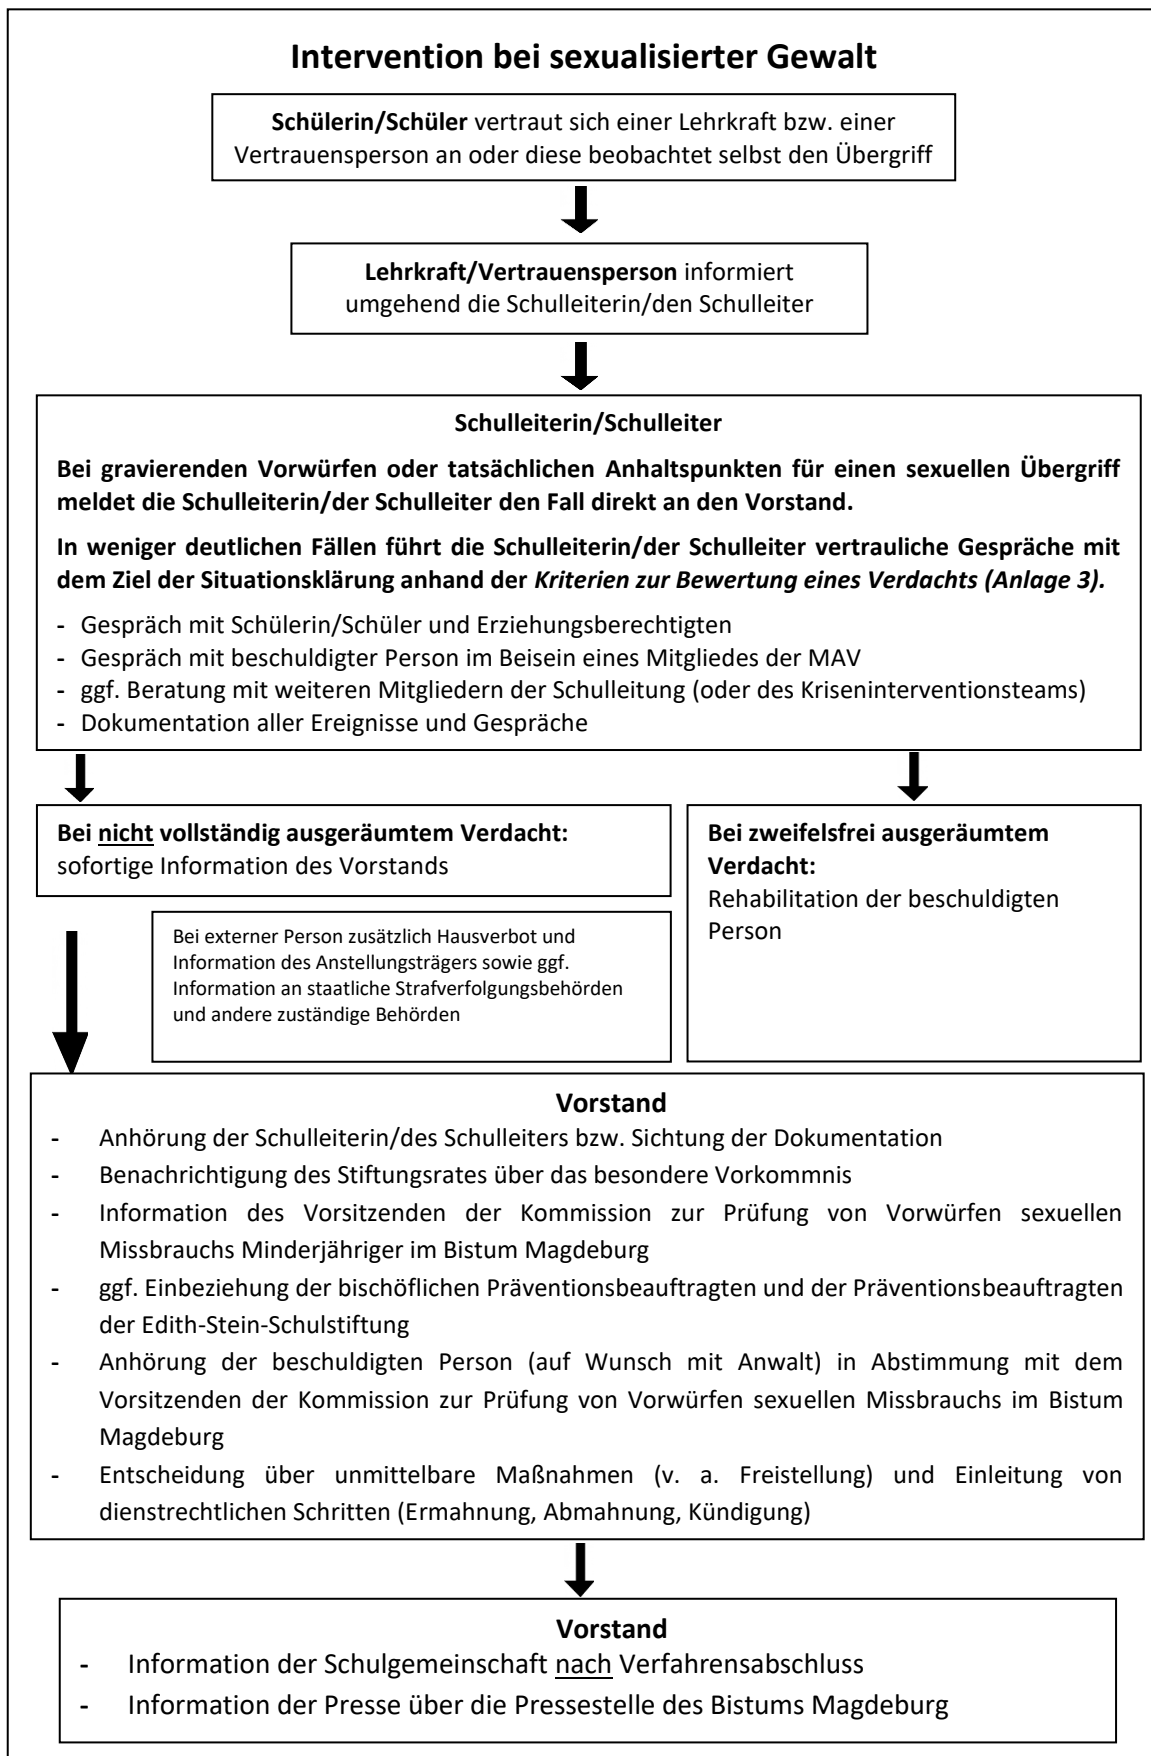 Intervention bei sexualisierter Gewalt
Schülerin/Schüler vertraut sich einer Lehrkraft bzw. einer
Vertrauensperson an oder diese beobachtet selbst den Übergriff
Lehrkraft/Vertrauensperson informiert
umgehend die Schulleiterin/den Schulleiter
Schulleiterin/Schulleiter
Bei gravierenden Vorwürfen oder tatsächlichen Anhaltspunkten für einen sexuellen Übergriff
meldet die Schulleiterin/der Schulleiter den Fall direkt an den Vorstand.
In weniger deutlichen Fällen führt die Schulleiterin/der Schulleiter vertrauliche Gespräche mit
dem Ziel der Situationsklärung anhand der Kriterien zur Bewertung eines Verdachts (Anlage 3).
- Gespräch mit Schülerin/Schüler und Erziehungsberechtigten
- Gespräch mit beschuldigter Person im Beisein eines Mitgliedes der MAV
- ggf. Beratung mit weiteren Mitgliedern der Schulleitung (oder des Kriseninterventionsteams)
- Dokumentation aller Ereignisse und Gespräche
Bei nicht vollständig ausgeräumtem Verdacht:
sofortige Information des Vorstands
Bei externer Person zusätzlich Hausverbot und
Information des Anstellungsträgers sowie ggf.
Information an staatliche Strafverfolgungsbehörden
und andere zuständige Behörden
Bei zweifelsfrei ausgeräumtem
Verdacht:
Rehabilitation der beschuldigten
Person
Vorstand
- Anhörung der Schulleiterin/des Schulleiters bzw. Sichtung der Dokumentation
- Benachrichtigung des Stiftungsrates über das besondere Vorkommnis
- Information des Vorsitzenden der Kommission zur Prüfung von Vorwürfen sexuellen
Missbrauchs Minderjähriger im Bistum Magdeburg
- ggf. Einbeziehung der bischöflichen Präventionsbeauftragten und der Präventionsbeauftragten
der Edith-Stein-Schulstiftung
- Anhörung der beschuldigten Person (auf Wunsch mit Anwalt) in Abstimmung mit dem
Vorsitzenden der Kommission zur Prüfung von Vorwürfen sexuellen Missbrauchs im Bistum
Magdeburg
- Entscheidung über unmittelbare Maßnahmen (v. a. Freistellung) und Einleitung von
dienstrechtlichen Schritten (Ermahnung, Abmahnung, Kündigung)
Vorstand
- Information der Schulgemeinschaft nach Verfahrensabschluss
- Information der Presse über die Pressestelle des Bistums Magdeburg